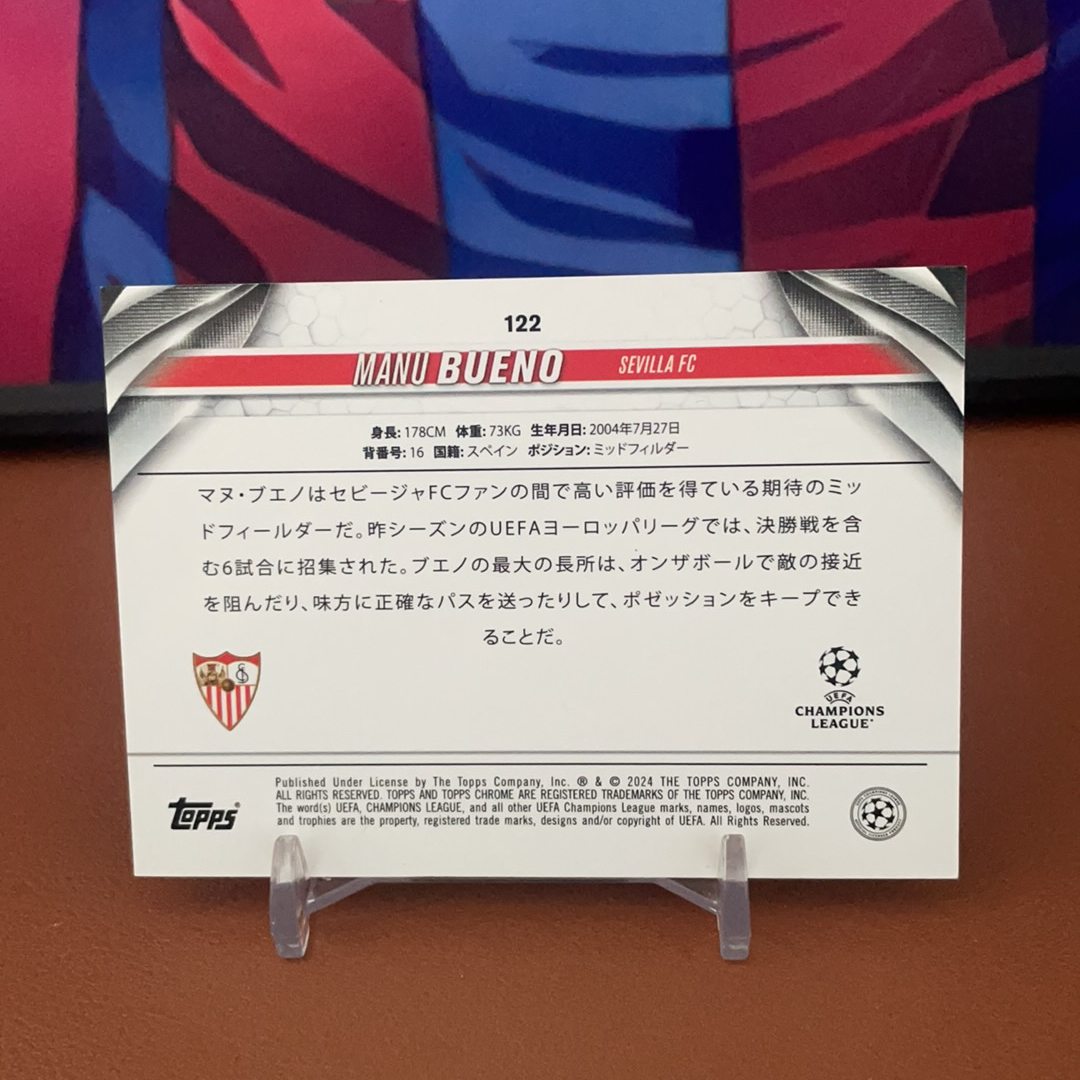 122
MANU BUENO SEVILLA FC
身長: 178CM 体重: 73KG 生年月日: 2004年7月27日
背番号: 16 国籍: スペイン ポジション: ミッドフィルダー
マヌ・ブエノはセビージャFCファンの間で高い評価を得ている期待のミッ
ドフィールダーだ。昨シーズンのUEFAヨーロッパリーグでは、決勝戦を含
む6試合に招集された。ブエノの最大の長所は、オンザボールで敵の接近
を阻んだり、味方に正確なパスを送ったりして、ポゼッションをキープでき
ることだ。
UEFA
CHAMPIONS
LEAGUE
Published Under License by The Topps Company, Inc. ® & © 2024 THE TOPPS COMPANY, INC.
ALL RIGHTS RESERVED. TOPPS AND TOPPS CHROME ARE REGISTERED TRADEMARKS OF THE TOPPS COMPANY, INC.
The word(s) UEFA, CHAMPIONS LEAGUE, and all other UEFA Champions League marks, names, logos, mascots
and trophies are the property, registered trade marks, designs and/or copyright of UEFA. All Rights Reserved.
topps®